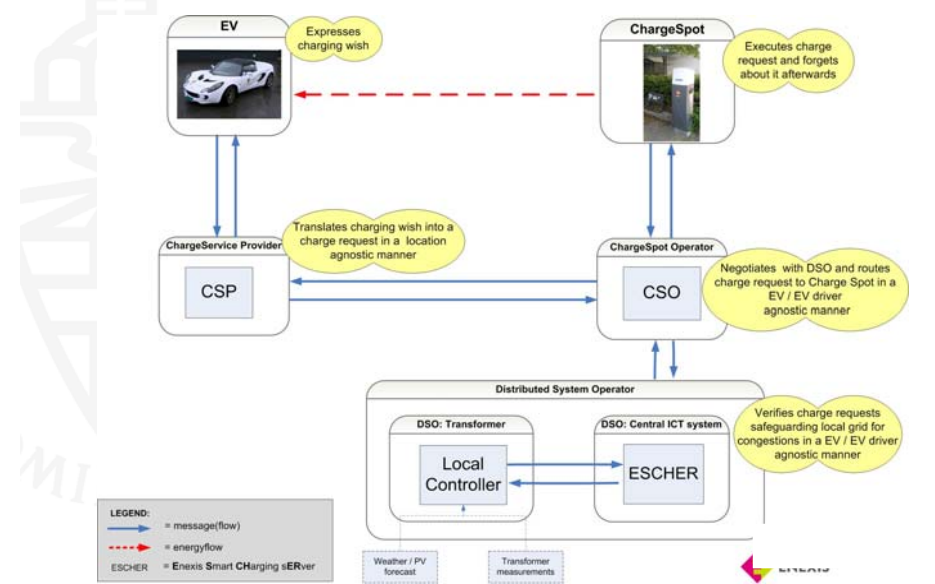 EV
Expresses
charging wish
ChargeSpot
Executes charge
request and forgets
about it afterwards
ChargeService Provider
CSP
Translates charging wish into a
charge request in a location
agnostic manner
ChargeSpot Operator
CSO
Negotiates with DSO and routes
charge request to Charge Spot in a
EV / EV driver
agnostic manner
Distributed System Operator
DSO: Transformer
Local
Controller
DSO: Central ICT system
ESCHER
Verifies charge requests
safeguarding local grid for
congestions in a EV / EV driver
agnostic manner
Weather / PV
forecast
Transformer
measurements
LEGEND:
= message(flow)
= energyflow
ESCHER = Enexis Smart CHarging sERver